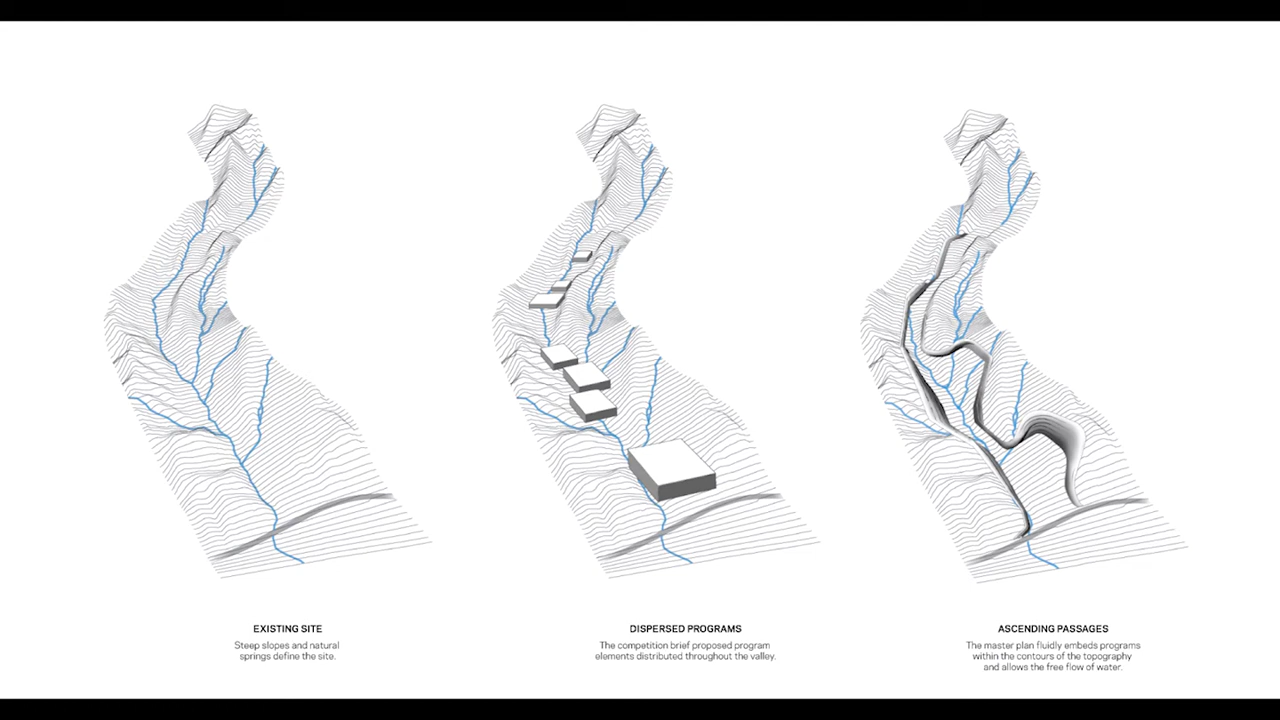 EXISTING SITE
Steep slopes and natural
springs define the site.
DISPERSED PROGRAMS
The competition brief proposed program
elements distributed throughout the valley.
ASCENDING PASSAGES
The master plan fluidly embeds programs
within the contours of the topography
and allows the free flow of water.